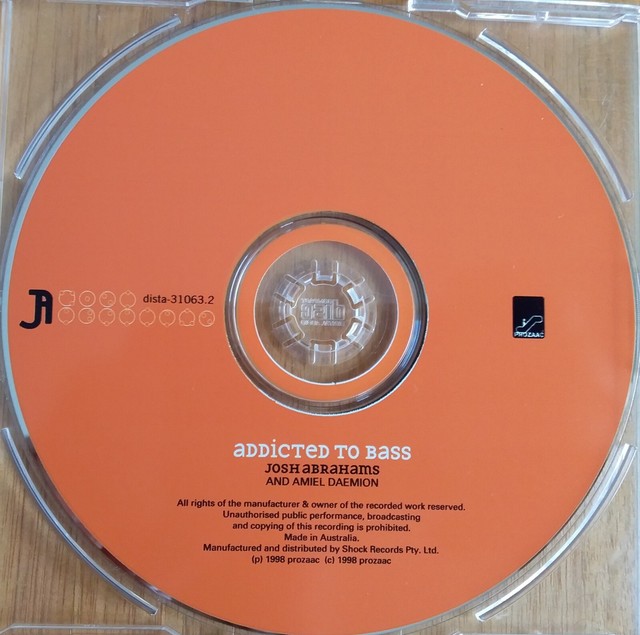 JA
dista-31063.2
PROZAAC
aDDicTeD TO Bass
JOSH aBRaHams
AND AMIEL DAEMION
All rights of the manufacturer & owner of the recorded work reserved.
Unauthorised public performance, broadcasting
and copying of this recording is prohibited.
Made in Australia.
Manufactured and distributed by Shock Records Pty. Ltd.
(p) 1998 prozaac (c) 1998 prozaac